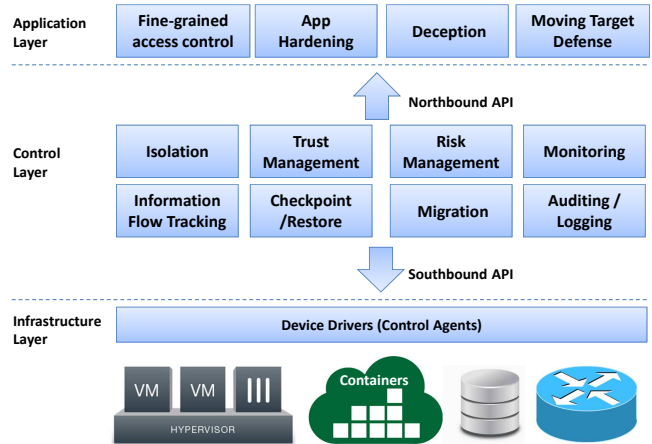 Application
Layer
Fine-grained
access control
App
Hardening
Deception
Moving Target
Defense
Northbound API
Control
Layer
Isolation
Trust
Management
Risk
Management
Monitoring
Information
Flow Tracking
Checkpoint
/Restore
Migration
Auditing /
Logging
Southbound API
Infrastructure
Layer
Device Drivers (Control Agents)
VM
VM
HYPERVISOR
Containers